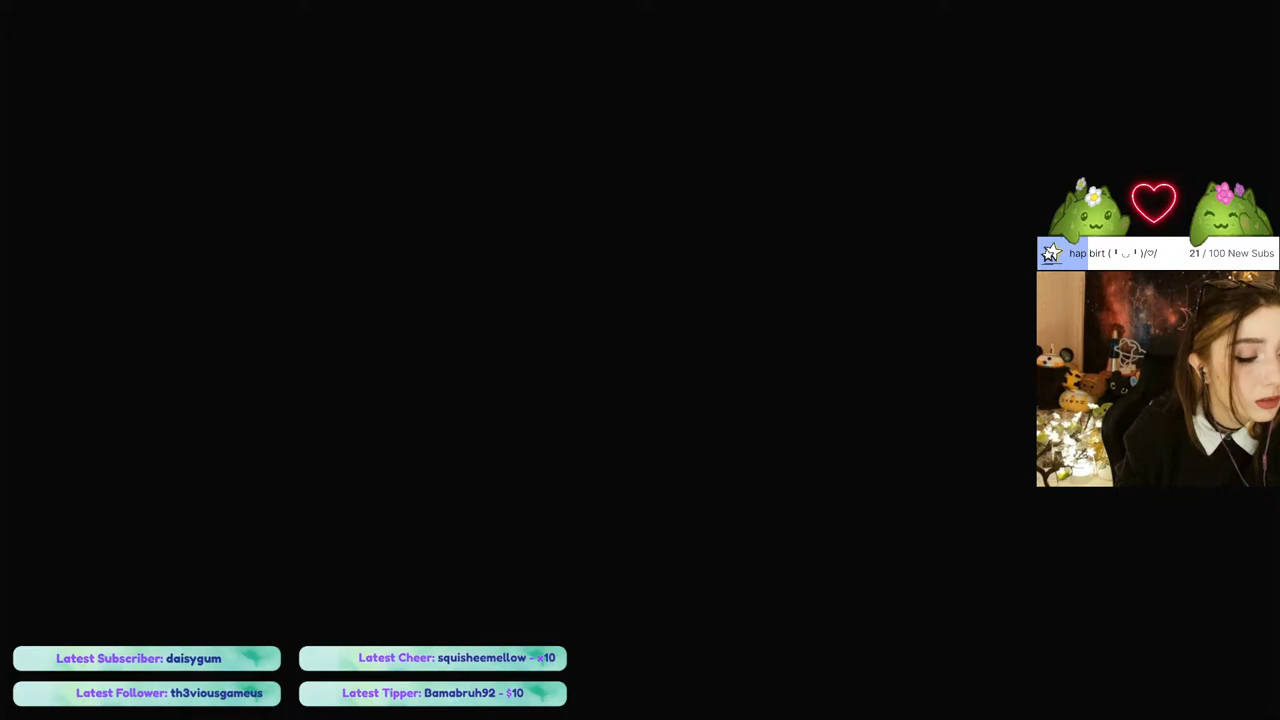 hap birt ( ╹ ◡ ╹ )/♡/ 21 / 100 New Subs
Latest Subscriber: daisygum
Latest Cheer: squisheemellow - x10
Latest Follower: th3viousgameus
Latest Tipper: Bamabruh92 - $10